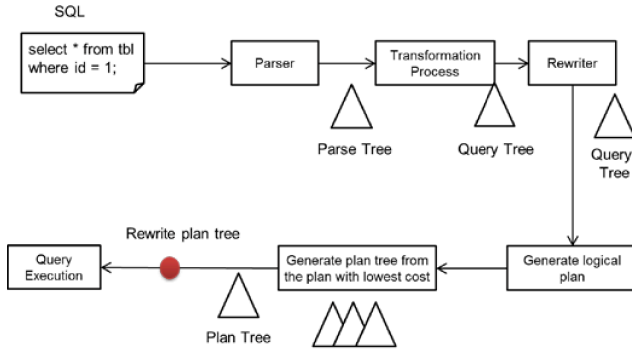 SQL
select * from tbl
where id = 1;
Parser
Transformation
Process
Rewriter
Parse Tree
Query Tree
Query
Tree
Rewrite plan tree
Query
Execution
Generate plan tree from
the plan with lowest cost
Generate logical
plan
Plan Tree